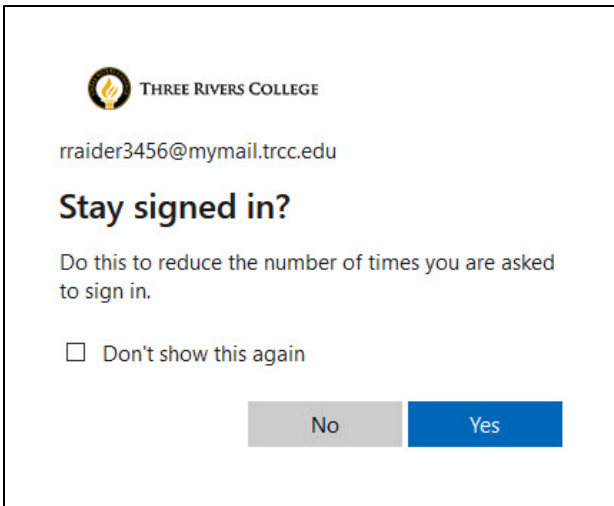 THREE RIVERS COLLEGE
rraider3456@mymail.trcc.edu
Stay signed in?
Do this to reduce the number of times you are asked
to sign in.
Don't show this again
No
Yes